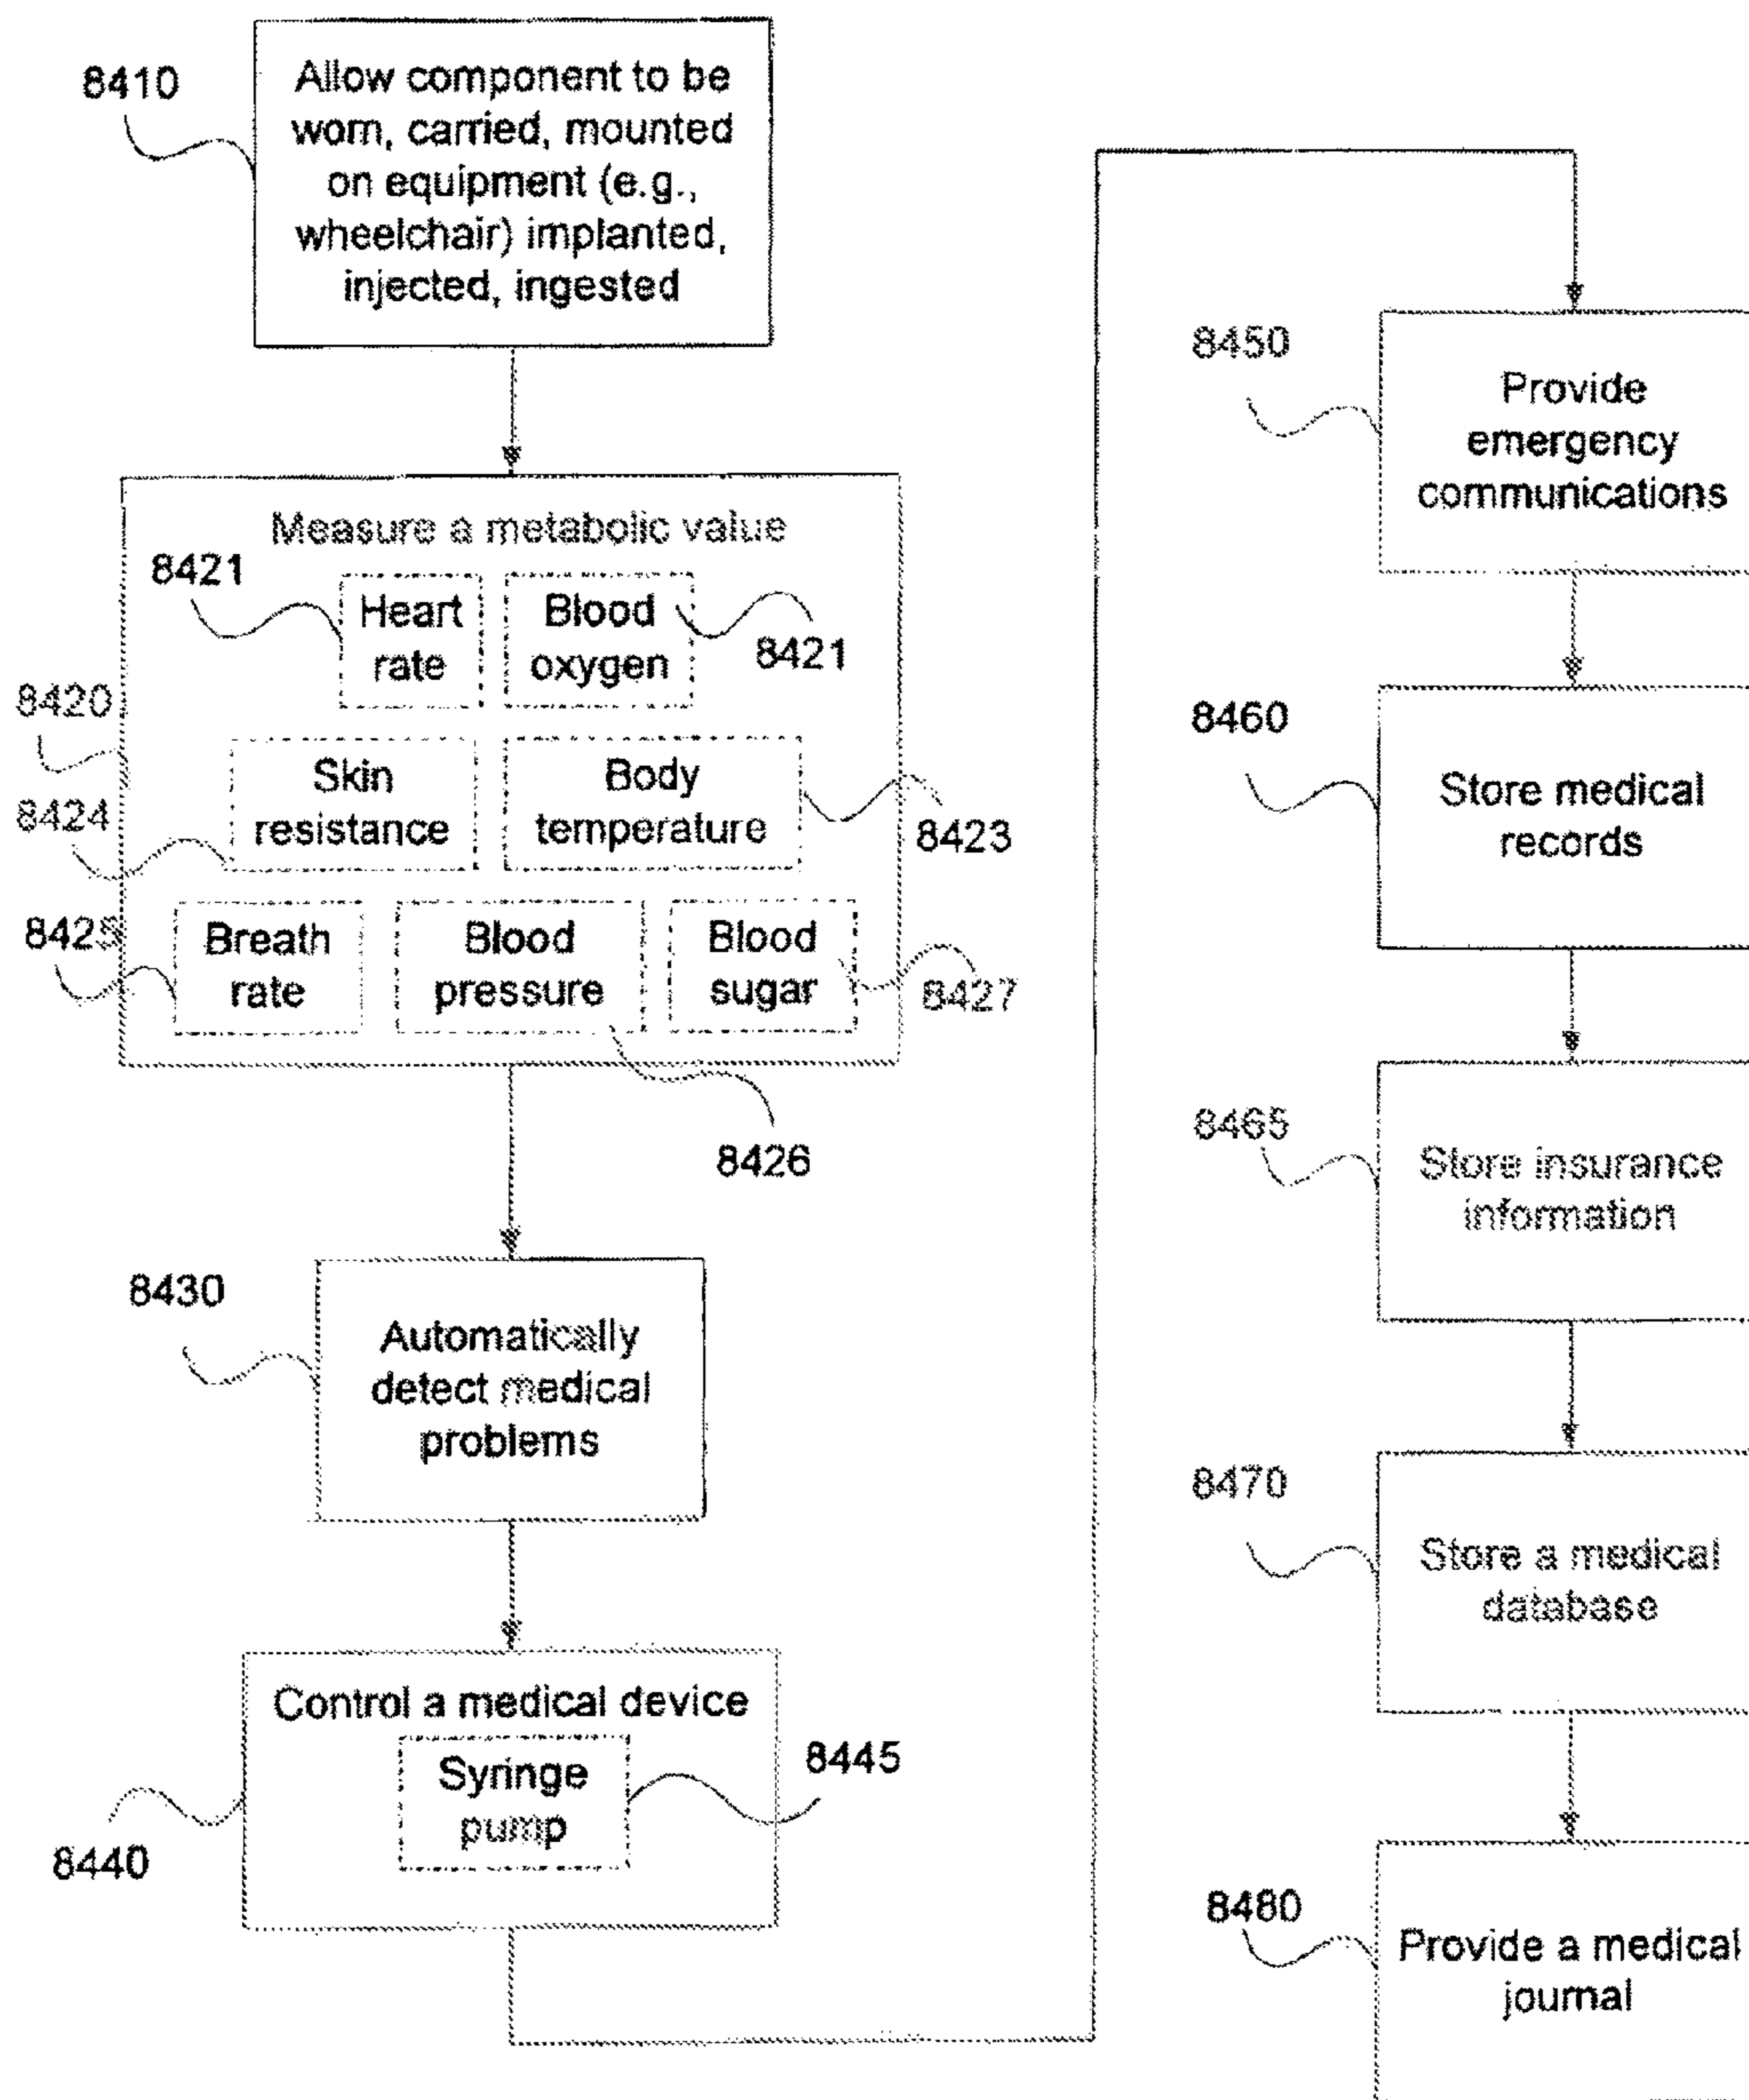 8410
Allow component to be
worn, carried, mounted
on equipment (e.g.,
wheelchair) implanted,
injected, ingested
8420
Measure a metabolic value
8421
Heart
rate
Blood
oxygen
8421
8424
Skin
resistance
Body
temperature
8423
8425
Breath
rate
Blood
pressure
8426
Blood
sugar
8427
8430
Automatically
detect medical
problems
8440
Control a medical device
Syringe
pump
8445
8450
Provide
emergency
communications
8460
Store medical
records
8465
Store insurance
information
8470
Store a medical
database
8480
Provide a medical
journal